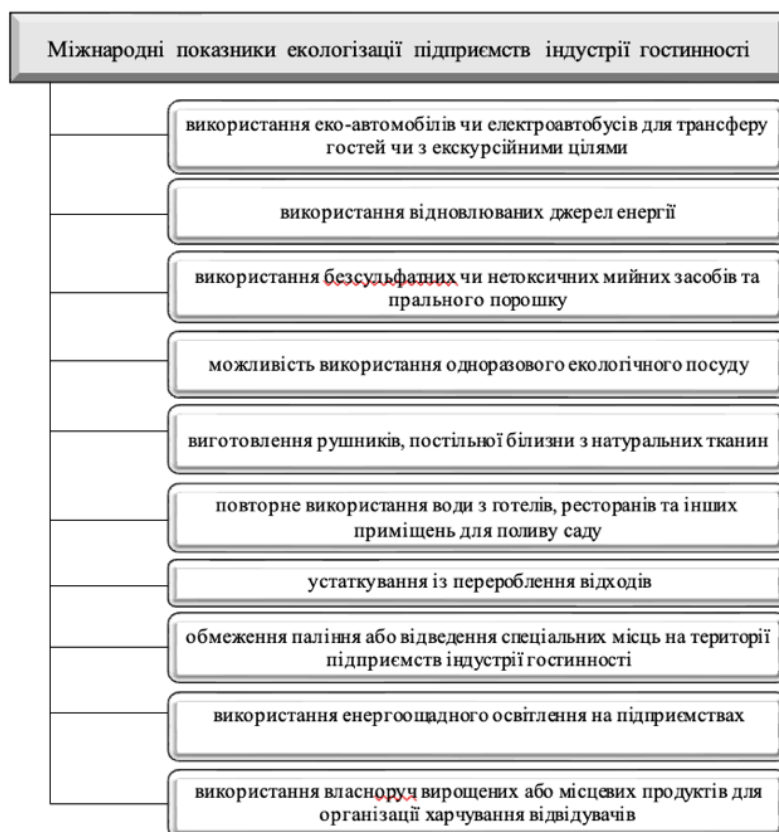 Міжнародні показники екологізації підприємств індустрії гостинності
використання еко-автомобілів чи електроавтобусів для трансферу
гостей чи з екскурсійними цілями
використання відновлюваних джерел енергії
використання безсульфатних чи нетоксичних мийних засобів та
прального порошку
можливість використання одноразового екологічного посуду
виготовлення рушників, постільної білизни з натуральних тканин
повторне використання води з готелів, ресторанів та інших
приміщень для поливу саду
устаткування із перероблення відходів
обмеження паління або відведення спеціальних місць на території
підприємств індустрії гостинності
використання енергоощадного освітлення на підприємствах
використання власноруч вирощених або місцевих продуктів для
організації харчування відвідувачів